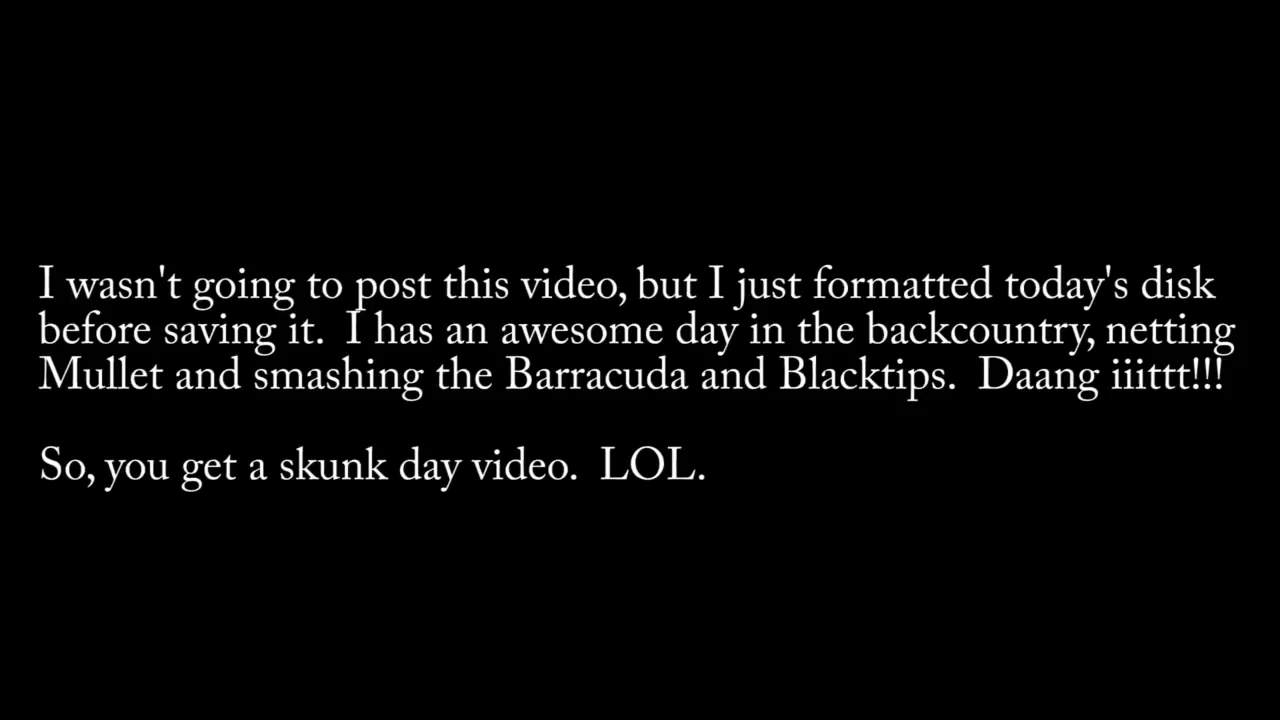 I wasn't going to post this video, but I just formatted today's disk
before saving it.  I has an awesome day in the backcountry, netting
Mullet and smashing the Barracuda and Blacktips.  Daang iiittt!!!
So, you get a skunk day video.  LOL.